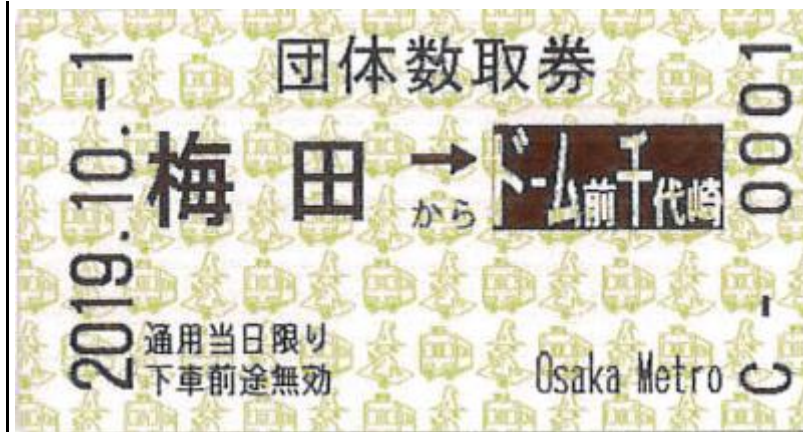 団体数取券
2019.10.-1
梅田から→ドーム前千代崎
通用当日限り
下車前途無効
Osaka Metro
C - 0001